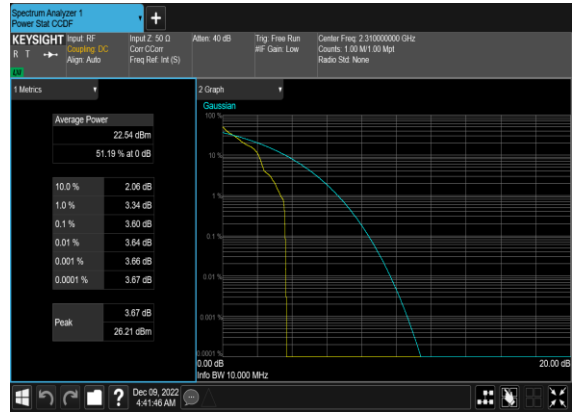 Spectrum Analyzer 1
Power Stat CCDF
KEYSIGHT
R T
Input: RF
Coupling: DC
Align: Auto
Input Z: 50 Ω
Corr CCorr
Freq Ref: Int (S)
Atten: 40 dB
Trig: Free Run
#IF Gain: Low
Center Freq: 2.310000000 GHz
Counts: 1.00 M/1.00 Mpt
Radio Std: None
1 Metrics
2 Graph
Average Power
22.54 dBm
51.19 % at 0 dB
10.0 % 2.06 dB
1.0 % 3.34 dB
0.1 % 3.60 dB
0.01 % 3.64 dB
0.001 % 3.66 dB
0.0001 % 3.67 dB
Peak
3.67 dB
26.21 dBm
Gaussian
100 %
10 %
1 %
0.1 %
0.01 %
0.001 %
0.0001 %
0.00 dB 20.00 dB
Info BW 10.000 MHz
?
Dec 09, 2022
4:41:46 AM